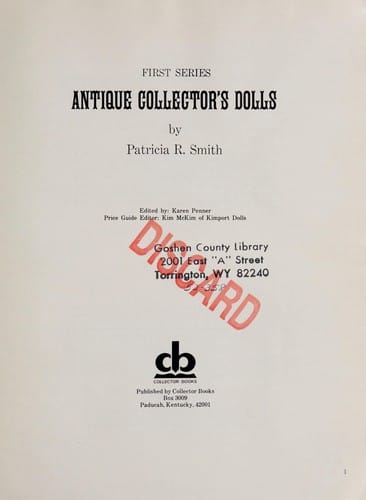 FIRST SERIES
ANTIQUE COLLECTOR'S DOLLS
by
Patricia R. Smith
Edited by: Karen Penner
Price Guide Editor: Kim McKim of Kimport Dolls
DISCARD
Goshen County Library
2001 East "A" Street
Torrington, WY 82240
cb
COLLECTOR BOOKS
Published by Collector Books
Box 3009
Paducah, Kentucky, 42001
1